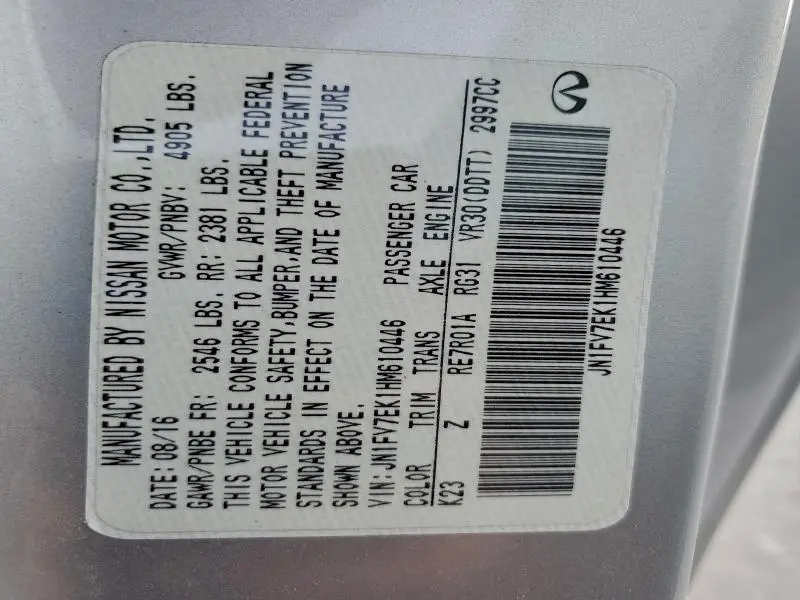 MANUFACTURED BY NISSAN MOTOR CO.,LTD.
DATE: 08/16 GVWR/PNBV: 4905 LBS.
GAWR/PNBE FR: 2546 LBS. RR: 2381 LBS.
THIS VEHICLE CONFORMS TO ALL APPLICABLE FEDERAL
MOTOR VEHICLE SAFETY,BUMPER,AND THEFT PREVENTION
STANDARDS IN EFFECT ON THE DATE OF MANUFACTURE
SHOWN ABOVE.
VIN: JN1FV7EK1HM610446 PASSENGER CAR
COLOR TRIM TRANS AXLE ENGINE
K23 Z RE7R01A RG31 VR30(DDTT) 2997CC
JN1FV7EK1HM610446